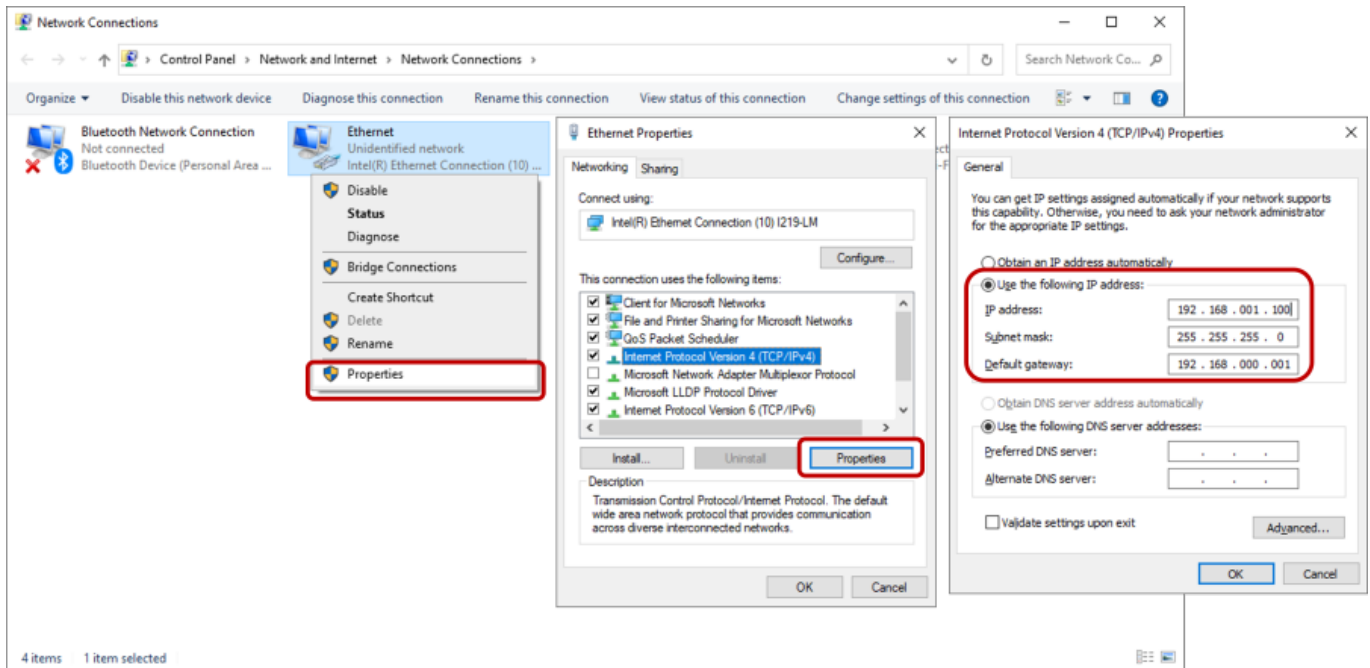 Network Connections
Control Panel > Network and Internet > Network Connections >
Search Network Co...
Organize
Disable this network device
Diagnose this connection
Rename this connection
View status of this connection
Change settings of this connection
Bluetooth Network Connection
Not connected
Bluetooth Device (Personal Area ...
Ethernet
Unidentified network
Intel(R) Ethernet Connection (10) ...
Disable
Status
Diagnose
Bridge Connections
Create Shortcut
Delete
Rename
Properties
Ethernet Properties
Networking
Sharing
Connect using:
Intel(R) Ethernet Connection (10) I219-LM
Configure...
This connection uses the following items:
Client for Microsoft Networks
File and Printer Sharing for Microsoft Networks
QoS Packet Scheduler
Internet Protocol Version 4 (TCP/IPv4)
Microsoft Network Adapter Multiplexor Protocol
Microsoft LLDP Protocol Driver
Internet Protocol Version 6 (TCP/IPv6)
Install...
Uninstall
Properties
Description
Transmission Control Protocol/Internet Protocol. The default
wide area network protocol that provides communication
across diverse interconnected networks.
OK
Cancel
Internet Protocol Version 4 (TCP/IPv4) Properties
General
You can get IP settings assigned automatically if your network supports
this capability. Otherwise, you need to ask your network administrator
for the appropriate IP settings.
Obtain an IP address automatically
Use the following IP address:
IP address:
192 . 168 . 001 . 100
Subnet mask:
255 . 255 . 255 . 0
Default gateway:
192 . 168 . 000 . 001
Obtain DNS server address automatically
Use the following DNS server addresses:
Preferred DNS server:
. . .
Alternate DNS server:
. . .
Validate settings upon exit
Advanced...
OK
Cancel
4 items
1 item selected